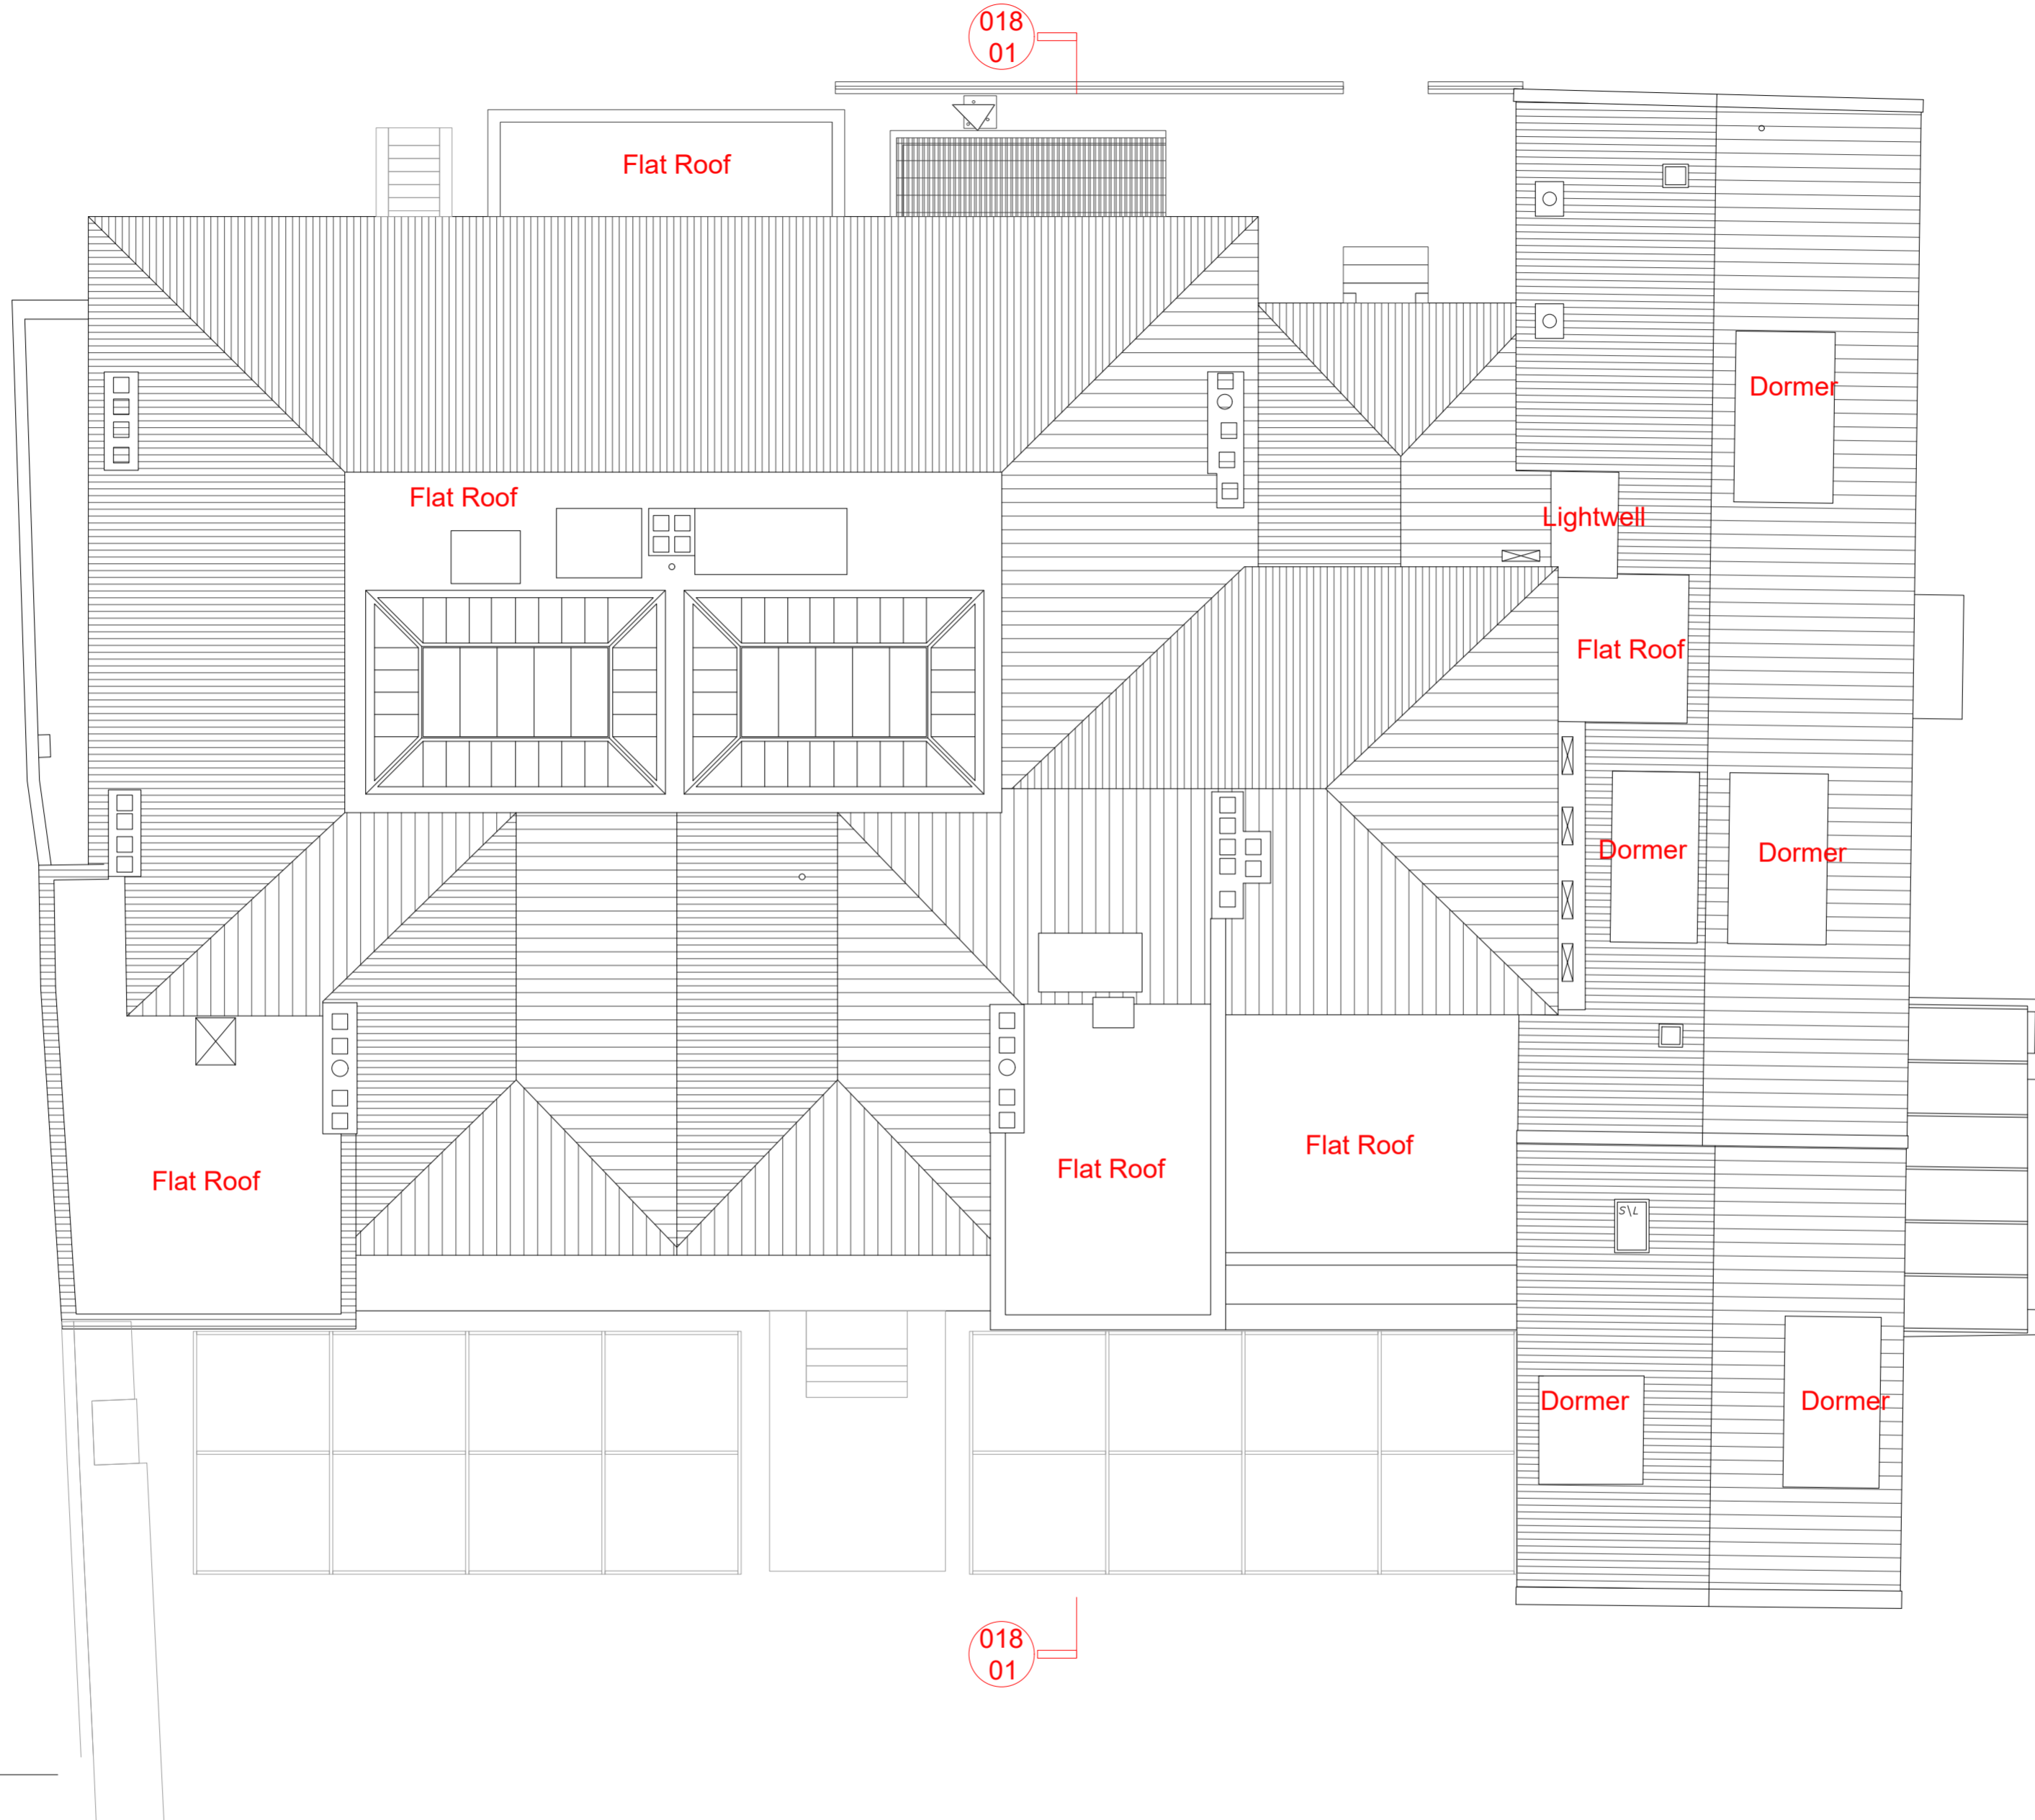 018
01
Flat Roof
Dormer
Flat Roof
Lightwell
Flat Roof
Dormer
Dormer
Flat Roof
Flat Roof
Flat Roof
S\L
Dormer
Dormer
018
01